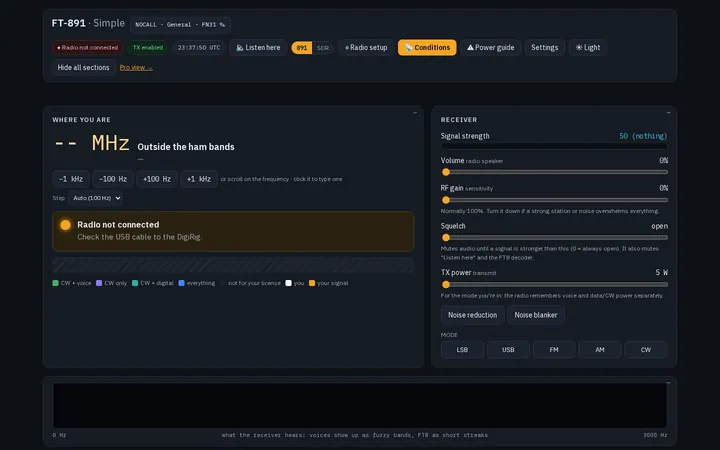 FT-891 · Simple
NOCALL · General · FN31
Radio not connected
TX enabled
23:37:50 UTC
Listen here
891
SDR
Radio setup
Conditions
Power guide
Settings
Light
Hide all sections
Pro view →
WHERE YOU ARE
-- MHz Outside the ham bands
—
−1 kHz
−100 Hz
+100 Hz
+1 kHz
or scroll on the frequency · click it to type one
Step Auto (100 Hz)
Radio not connected
Check the USB cable to the DigiRig.
CW + voice
CW only
CW + digital
everything
not for your license
you
your signal
RECEIVER
Signal strength S0 (nothing)
Volume radio speaker 0%
RF gain sensitivity 0%
Normally 100%. Turn it down if a strong station or noise overwhelms everything.
Squelch open
Mutes audio until a signal is stronger than this (0 = always open). It also mutes
"Listen here" and the FT8 decoder.
TX power transmit 5 W
For the mode you're in: the radio remembers voice and data/CW power separately.
Noise reduction
Noise blanker
MODE
LSB
USB
FM
AM
CW
0 Hz
what the receiver hears: voices show up as fuzzy bands, FT8 as short streaks
3000 Hz